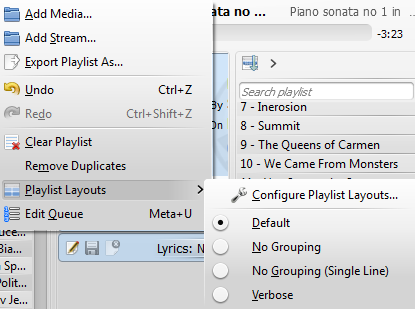 Add Media...
Add Stream...
Export Playlist As...
Undo Ctrl+Z
Redo Ctrl+Shift+Z
Clear Playlist
Remove Duplicates
Playlist Layouts
Edit Queue Meta+U
no ...
Piano sonata no 1 in
-3:23
By
On
Search playlist
7 - Inerosion
8 - Summit
9 - The Queens of Carmen
10 - We Came From Monsters
Configure Playlist Layouts...
Default
No Grouping
No Grouping (Single Line)
Verbose
Bia...
Sp...
Polit...
v Je...
Lyrics: N